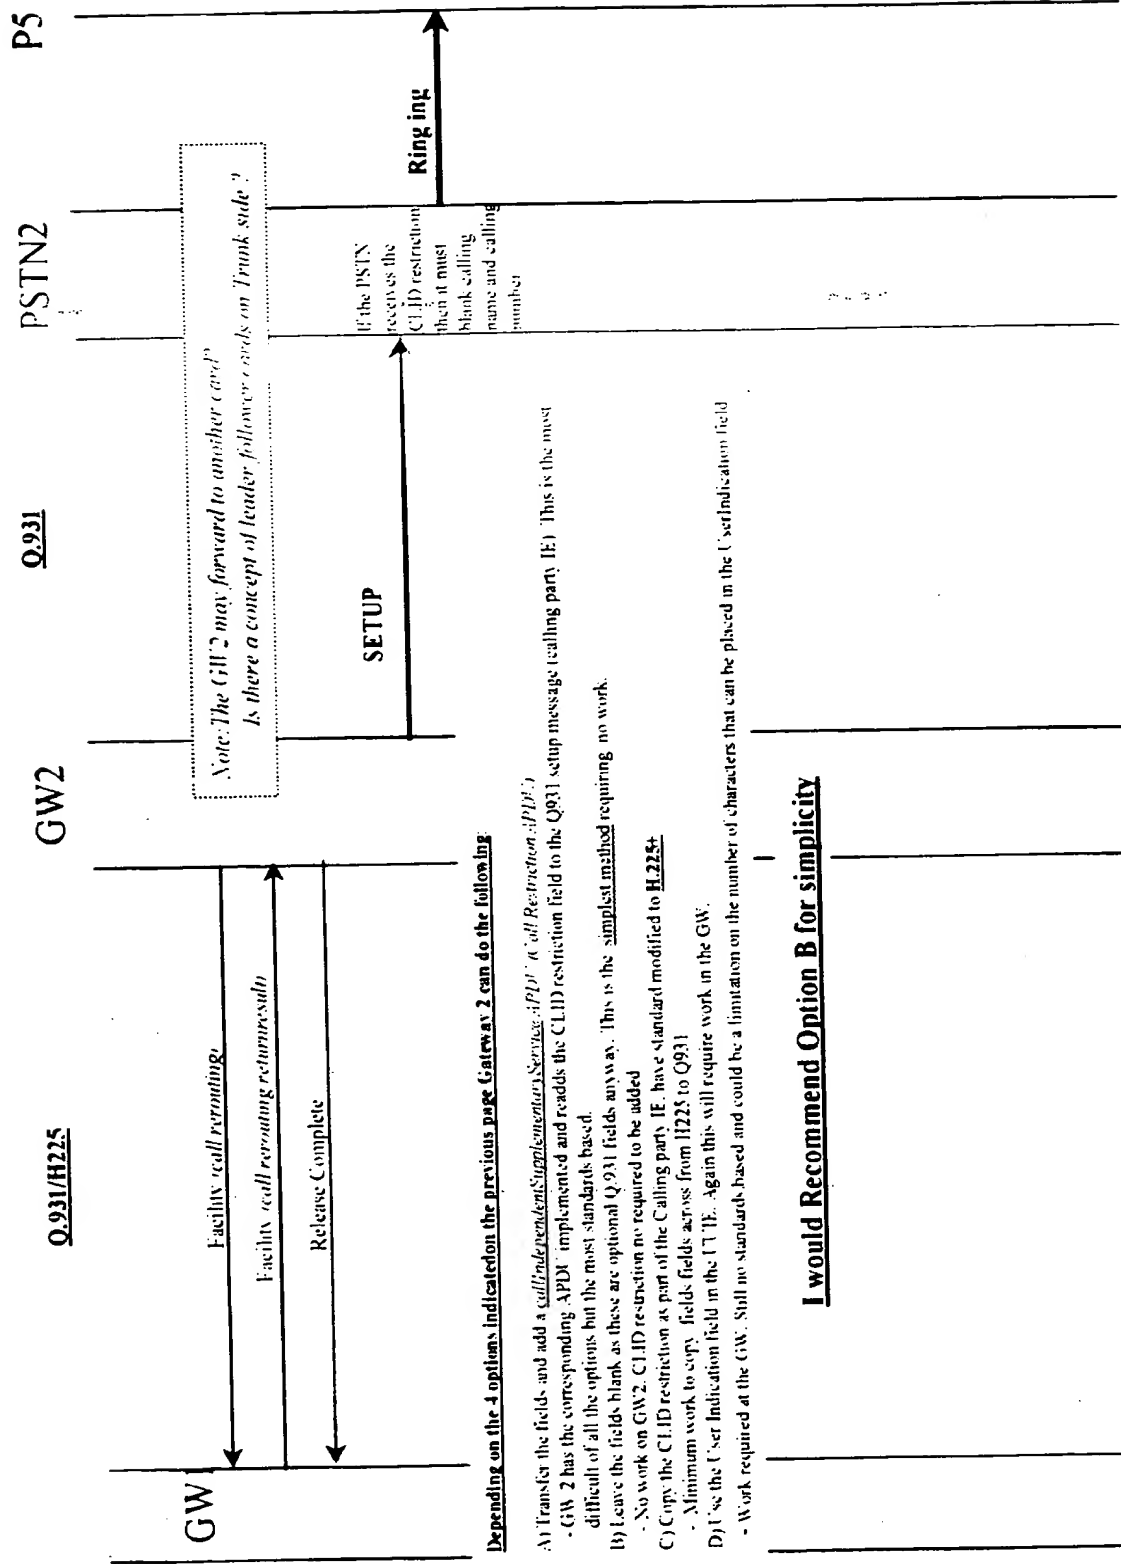 GW1
Q.931/H225
GW2
Q.931
PSTN2
P5
Facility (call rerouting)
Facility (call rerouting returnresult)
Release Complete
Note: The GW2 may forward to another card"
Is there a concept of leader follower cards on Trunk side ?
SETUP
If the PSTN
receives the
CLID restriction
then it must
blank calling
name and calling
number
Ring ing
Depending on the 4 options indicatedon the previous page Gateway 2 can do the following:
A) Transfer the fields and add a callindependentSupplementaryService APDU (Call Restriction APDU)
- GW 2 has the corresponding APDU implemented and readds the CLID restriction field to the Q931 setup message (calling party IE) This is the most
difficult of all the options but the most standards based.
B) Leave the fields blank as these are optional Q.931 fields anyway. This is the simplest method requiring no work.
- No work on GW2. CLID restriction no required to be added
C) Copy the CLID restriction as part of the Calling party IE. have standard modified to H.225+
- Minimum work to copy fields across from H225 to Q931
D) Use the User Indication field in the UUIE. Again this will require work in the GW.
- Work required at the GW. Still no standards based and could be a limitation on the number of characters that can be placed in the UserIndication field
I would Recommend Option B for simplicity